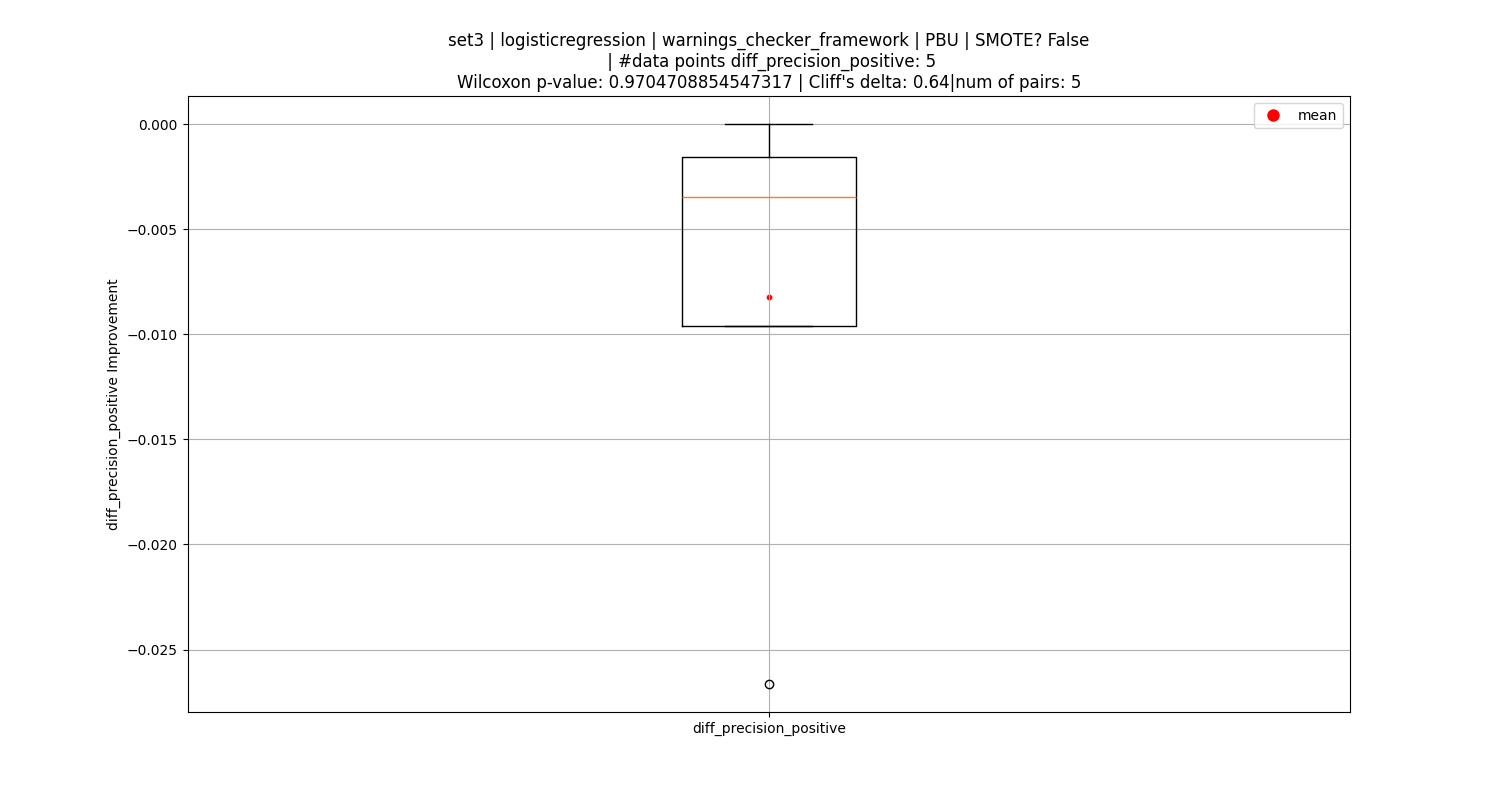 set3 | logisticregression | warnings_checker_framework | PBU | SMOTE? False
| #data points diff_precision_positive: 5
Wilcoxon p-value: 0.9704708854547317 | Cliff's delta: 0.64|num of pairs: 5
mean
0.000
−0.005
−0.010
−0.015
−0.020
−0.025
diff_precision_positive Improvement
diff_precision_positive